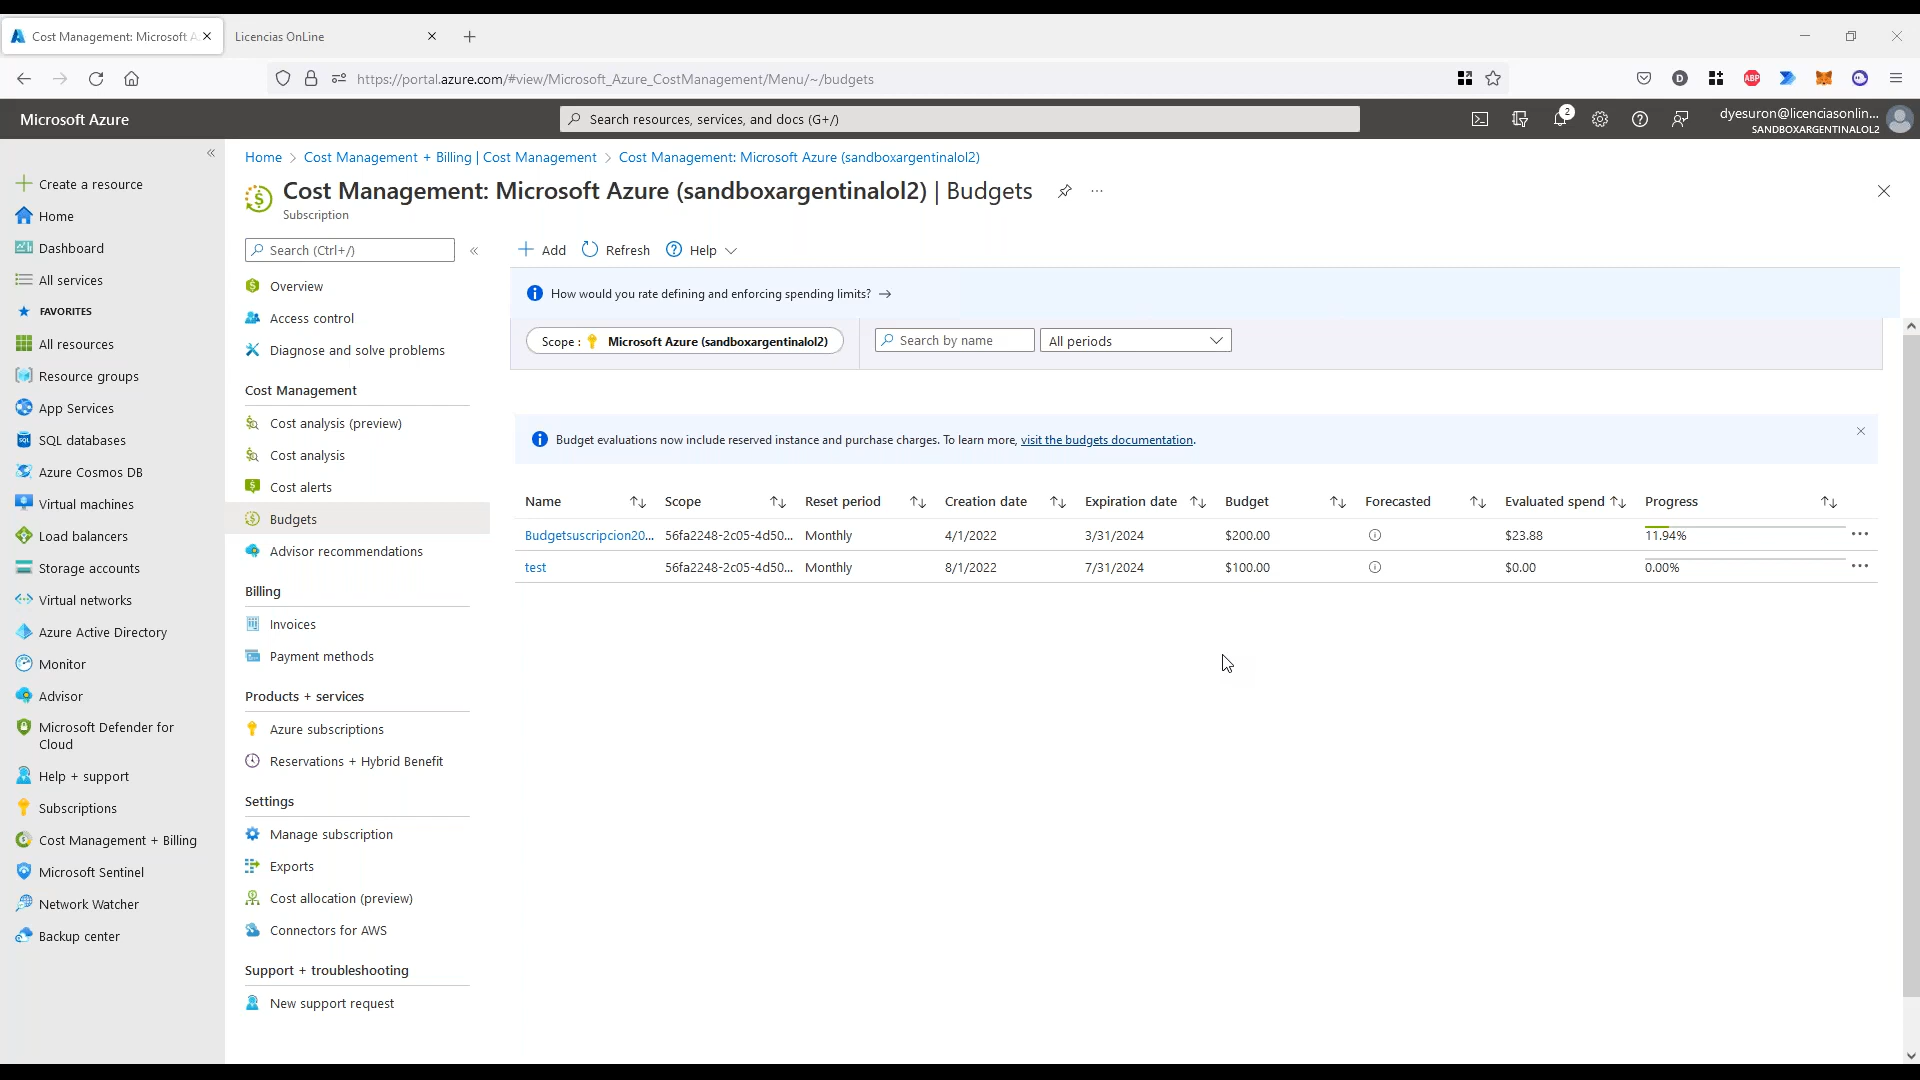 Cost Management: Microsoft A
Licencias OnLine
https://portal.azure.com/#view/Microsoft_Azure_CostManagement/Menu/~/budgets
ABP
D
Microsoft Azure
Search resources, services, and docs (G+/)
2
dyesuron@licenciasonlin...
SANDBOXARGENTINALOL2
Home > Cost Management + Billing | Cost Management > Cost Management: Microsoft Azure (sandboxargentinalol2)
Cost Management: Microsoft Azure (sandboxargentinalol2) | Budgets
Subscription
Create a resource
Home
Dashboard
All services
FAVORITES
All resources
Resource groups
App Services
SQL databases
Azure Cosmos DB
Virtual machines
Load balancers
Storage accounts
Virtual networks
Azure Active Directory
Monitor
Advisor
Microsoft Defender for
Cloud
Help + support
Subscriptions
Cost Management + Billing
Microsoft Sentinel
Network Watcher
Backup center
Search (Ctrl+/)
Overview
Access control
Diagnose and solve problems
Cost Management
Cost analysis (preview)
Cost analysis
Cost alerts
Budgets
Advisor recommendations
Billing
Invoices
Payment methods
Products + services
Azure subscriptions
Reservations + Hybrid Benefit
Settings
Manage subscription
Exports
Cost allocation (preview)
Connectors for AWS
Support + troubleshooting
New support request
Add Refresh Help
How would you rate defining and enforcing spending limits? →
Scope : Microsoft Azure (sandboxargentinalol2) Search by name All periods
Budget evaluations now include reserved instance and purchase charges. To learn more, visit the budgets documentation.
Name Scope Reset period Creation date Expiration date Budget Forecasted Evaluated spend Progress
Budgetsuscripcion20... 56fa2248-2c05-4d50... Monthly 4/1/2022 3/31/2024 $200.00 $23.88 11.94%
test 56fa2248-2c05-4d50... Monthly 8/1/2022 7/31/2024 $100.00 $0.00 0.00%